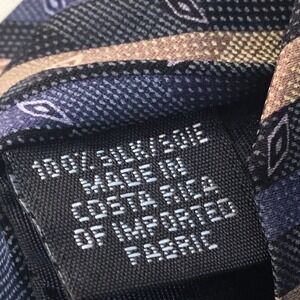 100% SILK/SOIE
MADE IN
COSTA RICA
OF IMPORTED
FABRIC